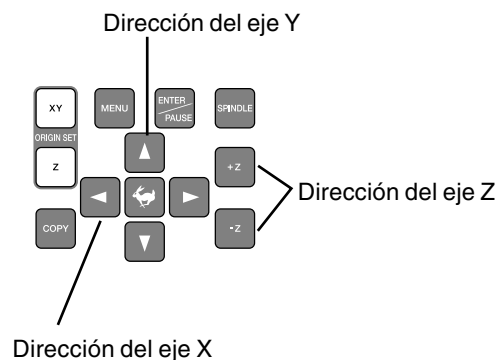 Dirección del eje Y
XY
MENU
ENTER
PAUSE
SPINDLE
ORIGIN SET
Z
+Z
Dirección del eje Z
COPY
-Z
Dirección del eje X